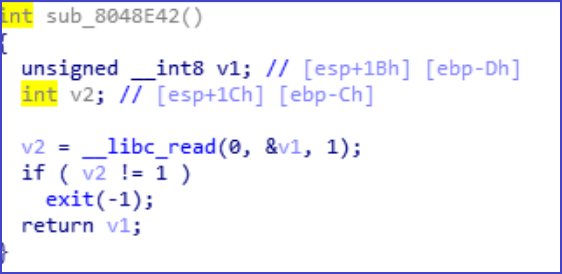 int sub_8048E42()
{
unsigned __int8 v1; // [esp+1Bh] [ebp-Dh]
int v2; // [esp+1Ch] [ebp-Ch]
v2 = __libc_read(0, &v1, 1);
if ( v2 != 1 )
exit(-1);
return v1;
}